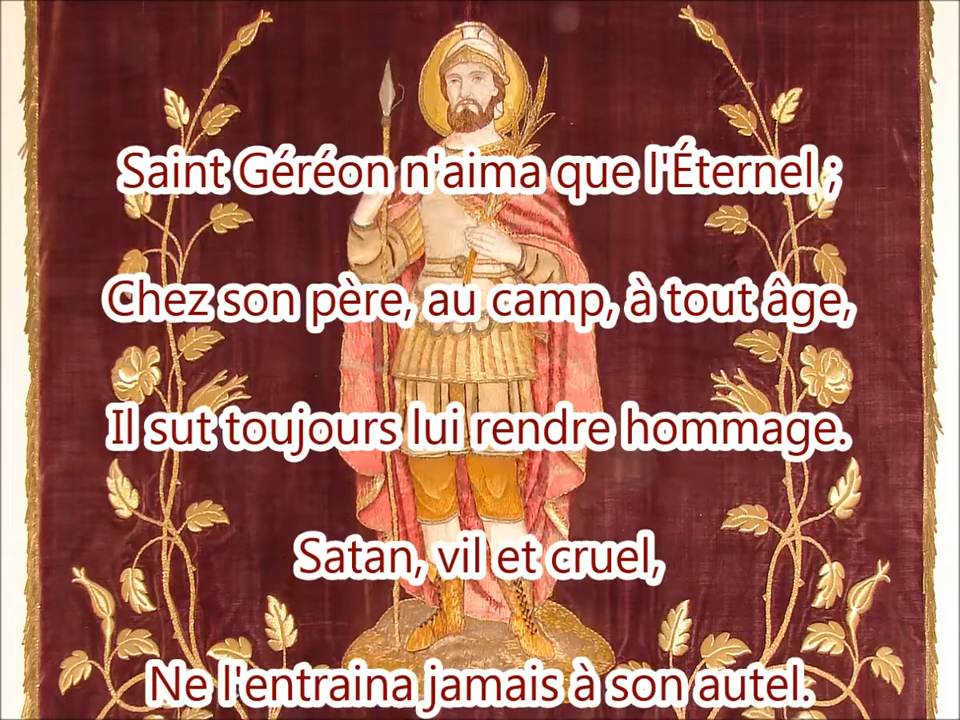 Saint Géréon n'aima que l'Éternel ;
Chez son père, au camp, à tout âge,
Il sut toujours lui rendre hommage.
Satan, vil et cruel,
Ne l'entraina jamais à son autel.